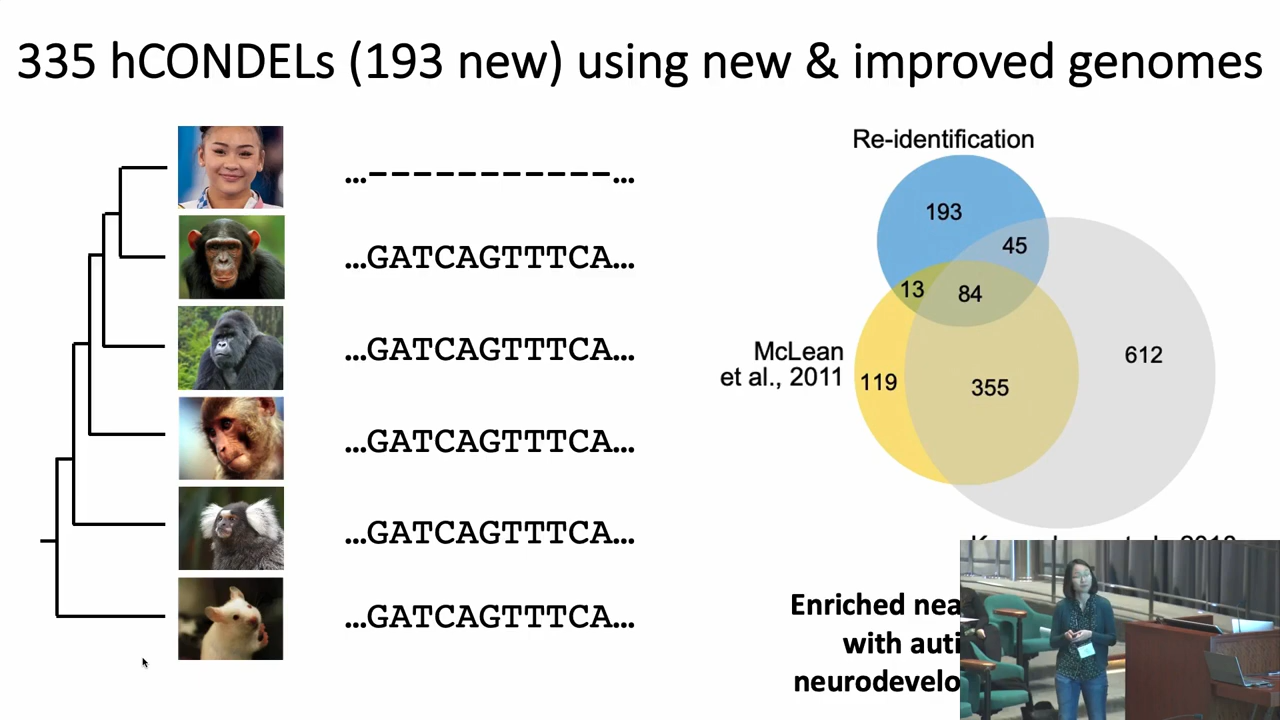 335 hCONDELs (193 new) using new & improved genomes
...-----------...
...GATCAGTTTCA...
...GATCAGTTTCA...
...GATCAGTTTCA...
...GATCAGTTTCA...
...GATCAGTTTCA...
Re-identification
193
45
13
84
McLean
et al., 2011
119
355
612
Enriched
with